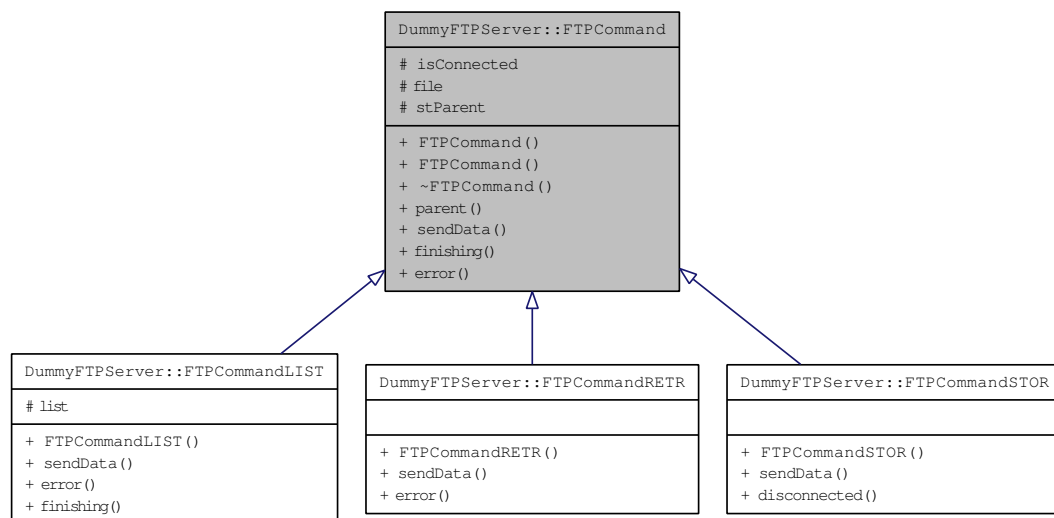 DummyFTPServer::FTPCommand
# isConnected
# file
# stParent
+ FTPCommand()
+ FTPCommand()
+ ~FTPCommand()
+ parent()
+ sendData()
+ finishing()
+ error()
DummyFTPServer::FTPCommandLIST
# list
+ FTPCommandLIST()
+ sendData()
+ error()
+ finishing()
DummyFTPServer::FTPCommandRETR
+ FTPCommandRETR()
+ sendData()
+ error()
DummyFTPServer::FTPCommandSTOR
+ FTPCommandSTOR()
+ sendData()
+ disconnected()